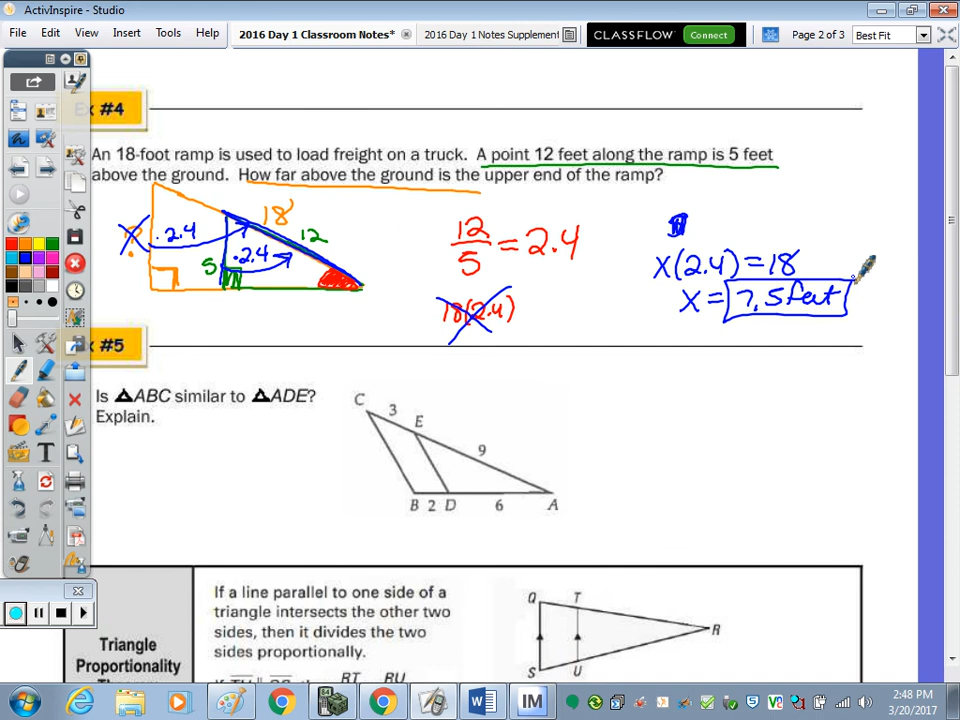 ActivInspire - Studio
File Edit View Insert Tools Help
2016 Day 1 Classroom Notes*
2016 Day 1 Notes Supplement
CLASSFLOW Connect
Page 2 of 3
Best Fit
Ex #4
An 18-foot ramp is used to load freight on a truck. A point 12 feet along the ramp is 5 feet
above the ground. How far above the ground is the upper end of the ramp?
18'
12
?
·2.4
·2.4
5
12
5
= 2.4
18(2.4)
x(2.4) = 18
x = 7.5 feet
Ex #5
Is ABC similar to ADE?
Explain.
C
3
E
9
B 2 D 6 A
If a line parallel to one side of a
triangle intersects the other two
sides, then it divides the two
sides proportionally.
Triangle
Proportionality
Q T
R
S U
RT RU
W
IM
2:48 PM
3/20/2017